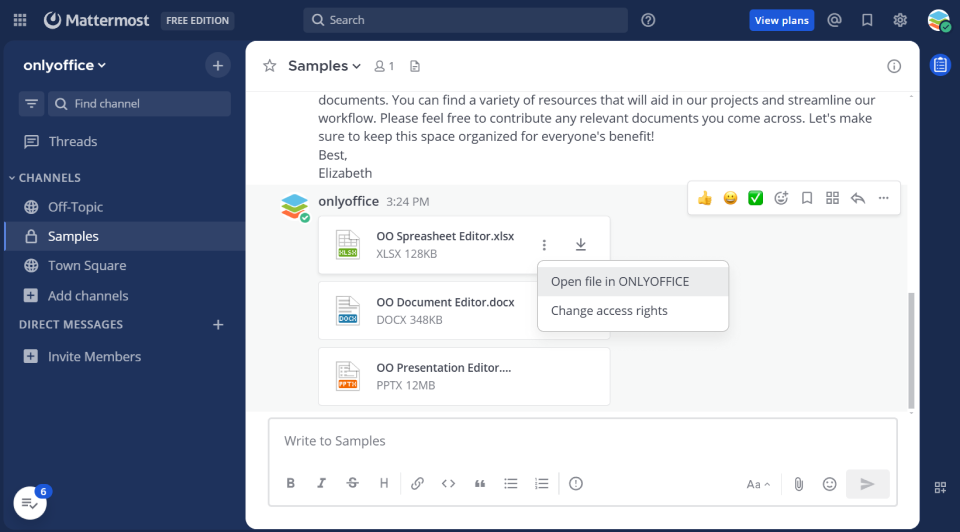 Mattermost FREE EDITION Search View plans
onlyoffice
Samples 1
Find channel
Threads
CHANNELS
Off-Topic
Samples
Town Square
Add channels
DIRECT MESSAGES
Invite Members
6
documents. You can find a variety of resources that will aid in our projects and streamline our
workflow. Please feel free to contribute any relevant documents you come across. Let's make
sure to keep this space organized for everyone's benefit!
Best,
Elizabeth
onlyoffice 3:24 PM
OO Spreasheet Editor.xlsx
XLSX 128KB
XLSX
Open file in ONLYOFFICE
Change access rights
OO Document Editor.docx
DOCX 348KB
DOCX
OO Presentation Editor....
PPTX 12MB
PPTX
Write to Samples
B I S H Aa